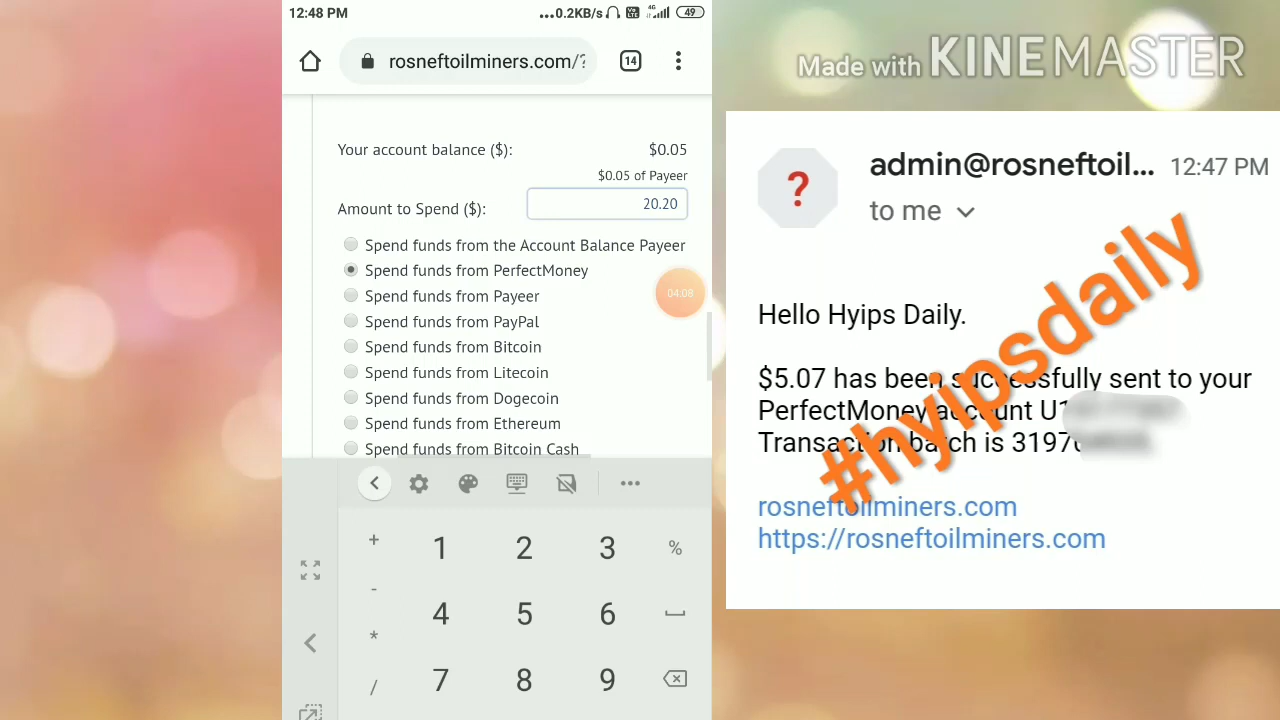 12:48 PM
...0.2KB/s
4G
Vo
LTE
49
rosneftoilminers.com/?
14
Your account balance ($):
$0.05
$0.05 of Payeer
Amount to Spend ($):
20.20
Spend funds from the Account Balance Payeer
Spend funds from PerfectMoney
Spend funds from Payeer
Spend funds from PayPal
Spend funds from Bitcoin
Spend funds from Litecoin
Spend funds from Dogecoin
Spend funds from Ethereum
Spend funds from Bitcoin Cash
04:08
+ 1 2 3 %
- 4 5 6
*
/ 7 8 9
Made with KINEMASTER
?
admin@rosneftoil... 12:47 PM
to me
Hello Hyips Daily.
$5.07 has been successfully sent to your
PerfectMoney account U1
Transaction batch is 3197
rosneftoilminers.com
https://rosneftoilminers.com
#hyipsdaily